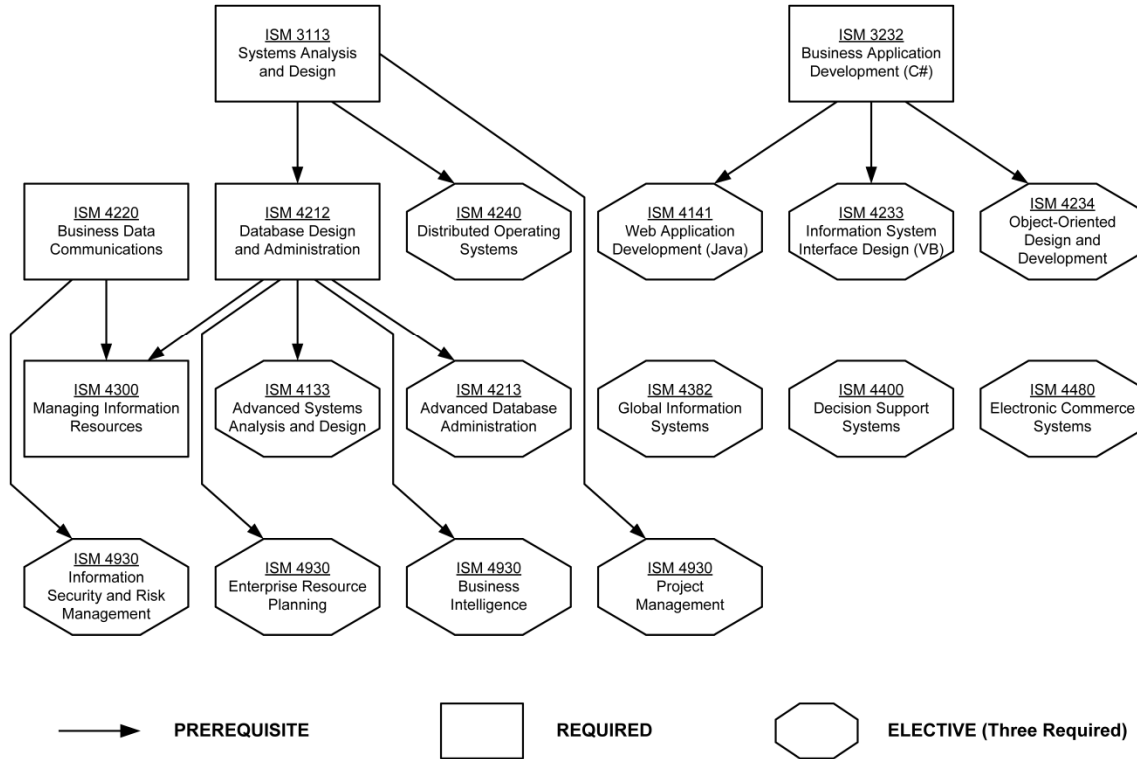 ISM 3113
Systems Analysis
and Design
ISM 3232
Business Application
Development (C#)
ISM 4220
Business Data
Communications
ISM 4212
Database Design
and Administration
ISM 4240
Distributed Operating
Systems
ISM 4141
Web Application
Development (Java)
ISM 4233
Information System
Interface Design (VB)
ISM 4234
Object-Oriented
Design and
Development
ISM 4300
Managing Information
Resources
ISM 4133
Advanced Systems
Analysis and Design
ISM 4213
Advanced Database
Administration
ISM 4382
Global Information
Systems
ISM 4400
Decision Support
Systems
ISM 4480
Electronic Commerce
Systems
ISM 4930
Information
Security and Risk
Management
ISM 4930
Enterprise Resource
Planning
ISM 4930
Business
Intelligence
ISM 4930
Project
Management
PREREQUISITE
REQUIRED
ELECTIVE (Three Required)